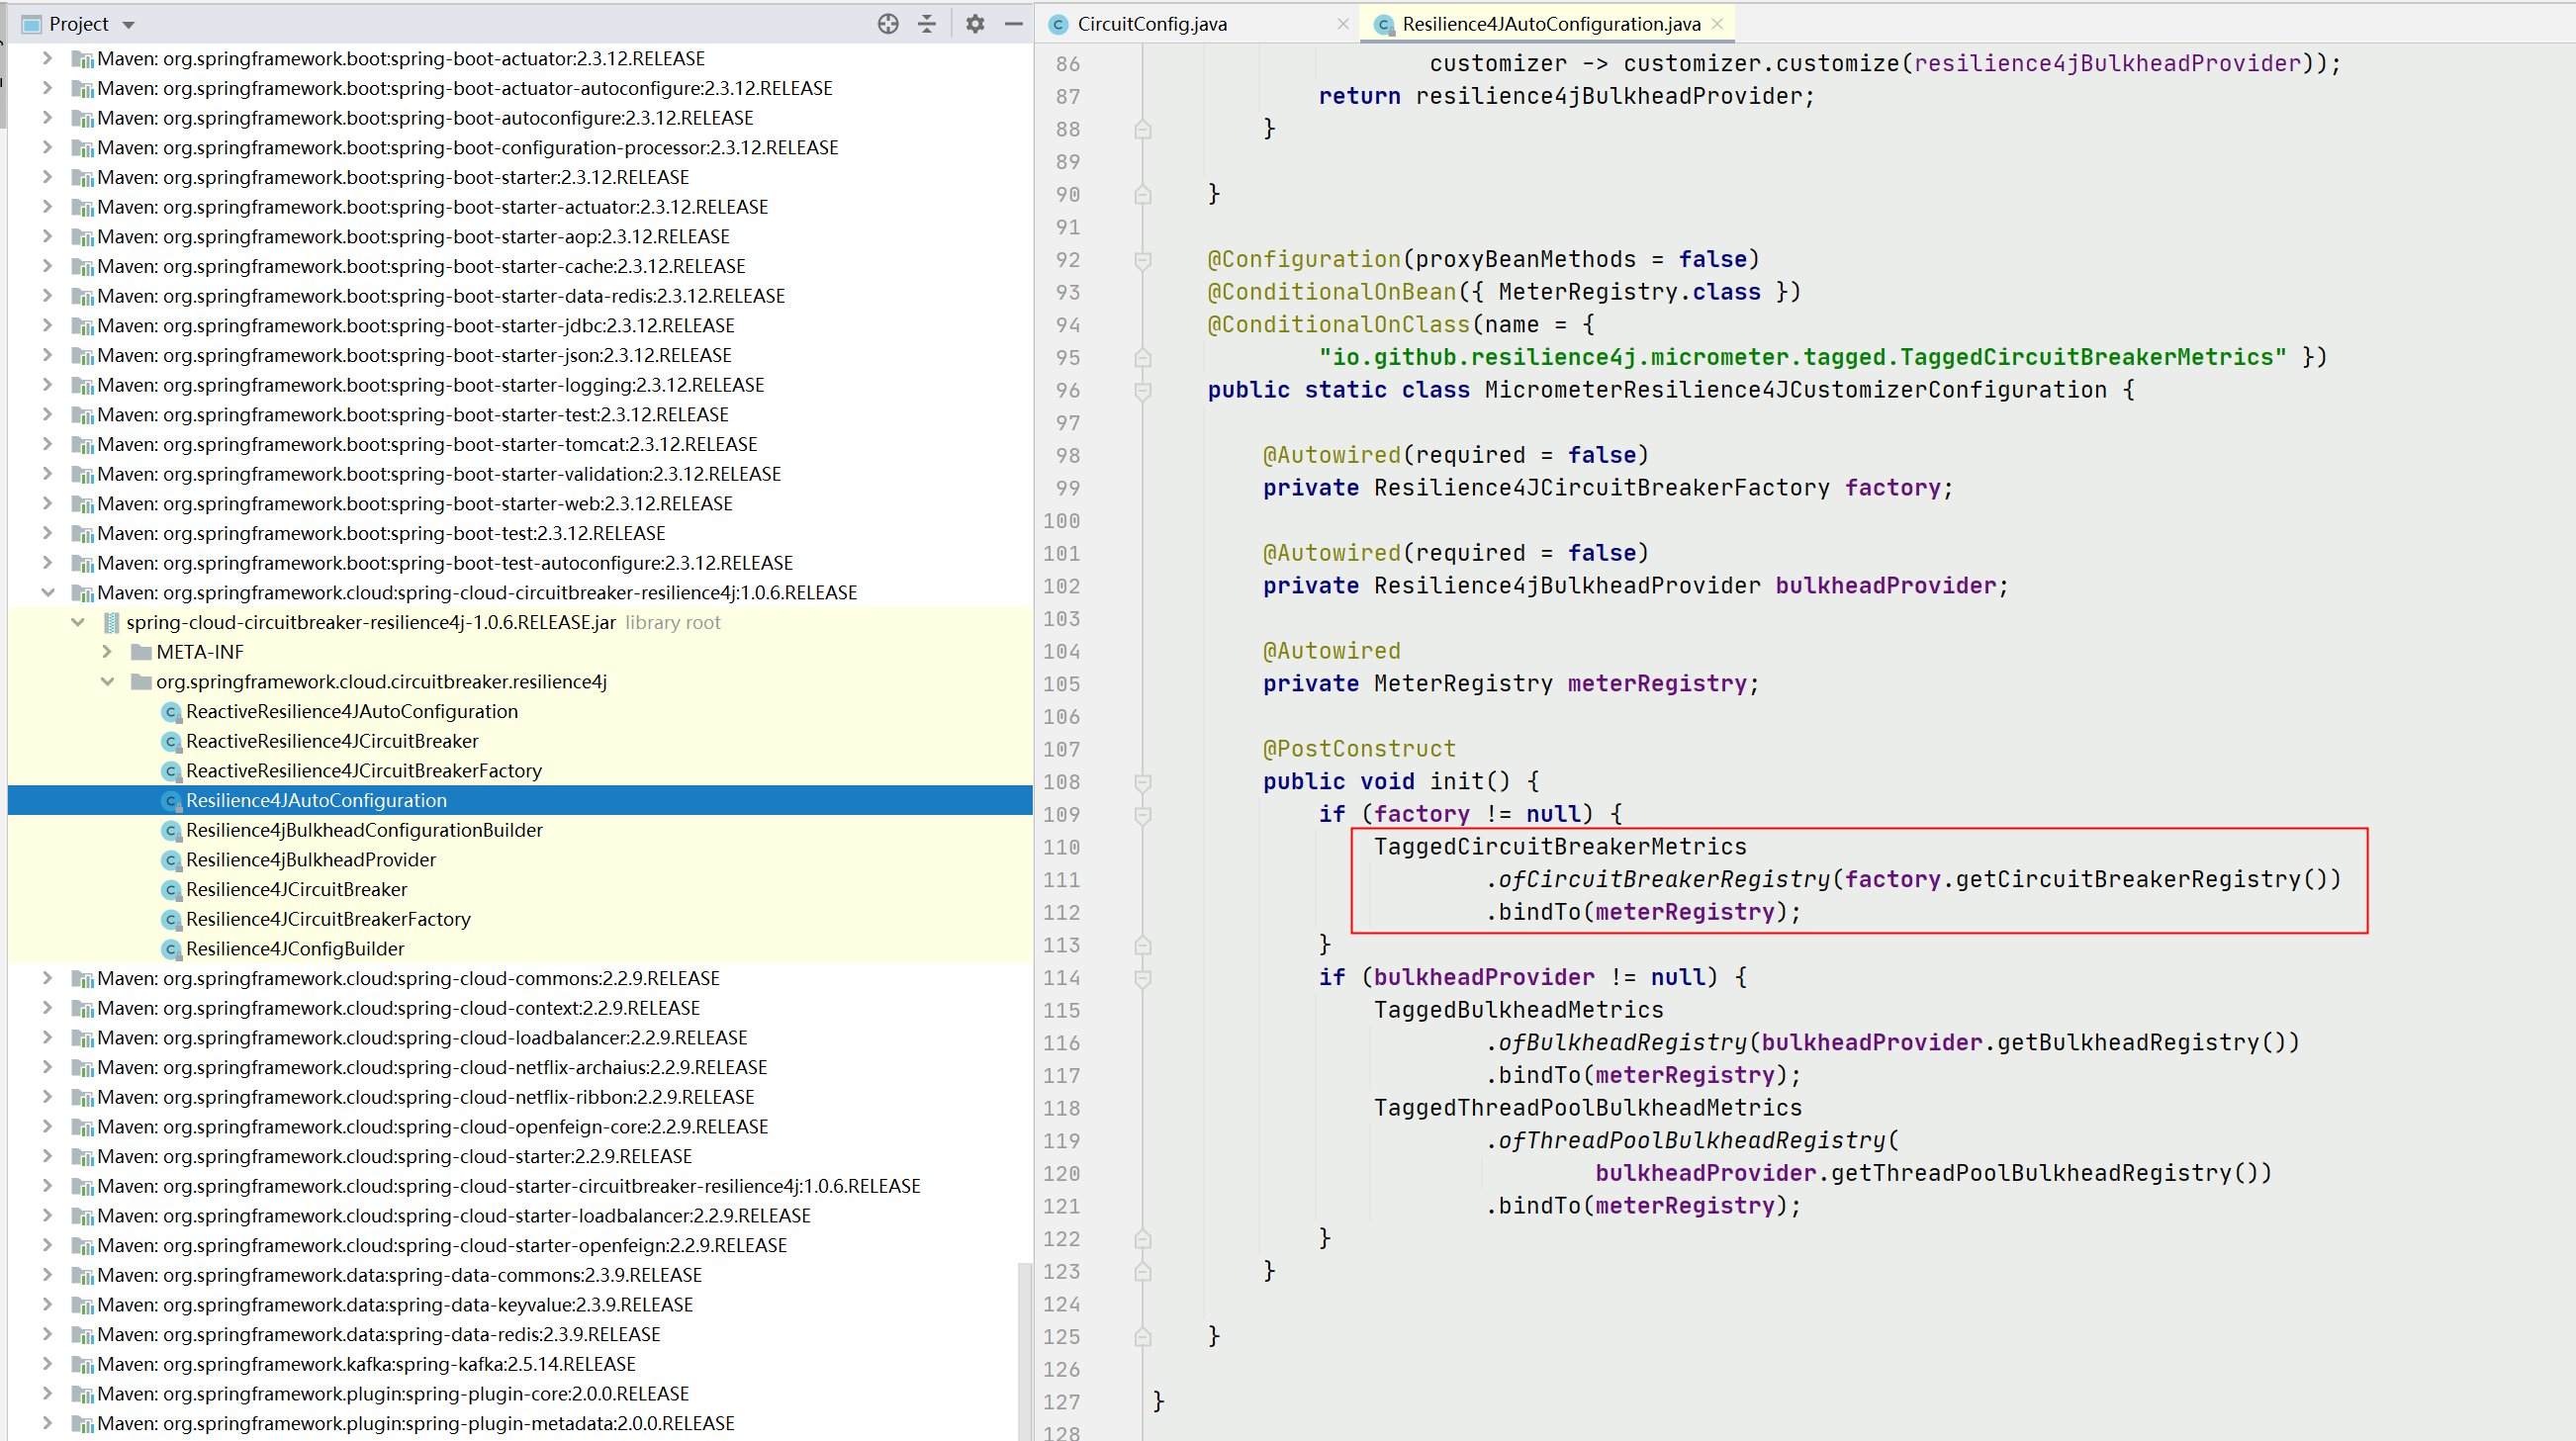 Project
Maven: org.springframework.boot:spring-boot-actuator:2.3.12.RELEASE
Maven: org.springframework.boot:spring-boot-actuator-autoconfigure:2.3.12.RELEASE
Maven: org.springframework.boot:spring-boot-autoconfigure:2.3.12.RELEASE
Maven: org.springframework.boot:spring-boot-configuration-processor:2.3.12.RELEASE
Maven: org.springframework.boot:spring-boot-starter:2.3.12.RELEASE
Maven: org.springframework.boot:spring-boot-starter-actuator:2.3.12.RELEASE
Maven: org.springframework.boot:spring-boot-starter-aop:2.3.12.RELEASE
Maven: org.springframework.boot:spring-boot-starter-cache:2.3.12.RELEASE
Maven: org.springframework.boot:spring-boot-starter-data-redis:2.3.12.RELEASE
Maven: org.springframework.boot:spring-boot-starter-jdbc:2.3.12.RELEASE
Maven: org.springframework.boot:spring-boot-starter-json:2.3.12.RELEASE
Maven: org.springframework.boot:spring-boot-starter-logging:2.3.12.RELEASE
Maven: org.springframework.boot:spring-boot-starter-test:2.3.12.RELEASE
Maven: org.springframework.boot:spring-boot-starter-tomcat:2.3.12.RELEASE
Maven: org.springframework.boot:spring-boot-starter-validation:2.3.12.RELEASE
Maven: org.springframework.boot:spring-boot-starter-web:2.3.12.RELEASE
Maven: org.springframework.boot:spring-boot-test:2.3.12.RELEASE
Maven: org.springframework.boot:spring-boot-test-autoconfigure:2.3.12.RELEASE
Maven: org.springframework.cloud:spring-cloud-circuitbreaker-resilience4j:1.0.6.RELEASE
spring-cloud-circuitbreaker-resilience4j-1.0.6.RELEASE.jar library root
META-INF
org.springframework.cloud.circuitbreaker.resilience4j
ReactiveResilience4JAutoConfiguration
ReactiveResilience4JCircuitBreaker
ReactiveResilience4JCircuitBreakerFactory
Resilience4JAutoConfiguration
Resilience4jBulkheadConfigurationBuilder
Resilience4jBulkheadProvider
Resilience4JCircuitBreaker
Resilience4JCircuitBreakerFactory
Resilience4JConfigBuilder
Maven: org.springframework.cloud:spring-cloud-commons:2.2.9.RELEASE
Maven: org.springframework.cloud:spring-cloud-context:2.2.9.RELEASE
Maven: org.springframework.cloud:spring-cloud-loadbalancer:2.2.9.RELEASE
Maven: org.springframework.cloud:spring-cloud-netflix-archaius:2.2.9.RELEASE
Maven: org.springframework.cloud:spring-cloud-netflix-ribbon:2.2.9.RELEASE
Maven: org.springframework.cloud:spring-cloud-openfeign-core:2.2.9.RELEASE
Maven: org.springframework.cloud:spring-cloud-starter:2.2.9.RELEASE
Maven: org.springframework.cloud:spring-cloud-starter-circuitbreaker-resilience4j:1.0.6.RELEASE
Maven: org.springframework.cloud:spring-cloud-starter-loadbalancer:2.2.9.RELEASE
Maven: org.springframework.cloud:spring-cloud-starter-openfeign:2.2.9.RELEASE
Maven: org.springframework.data:spring-data-commons:2.3.9.RELEASE
Maven: org.springframework.data:spring-data-keyvalue:2.3.9.RELEASE
Maven: org.springframework.data:spring-data-redis:2.3.9.RELEASE
Maven: org.springframework.kafka:spring-kafka:2.5.14.RELEASE
Maven: org.springframework.plugin:spring-plugin-core:2.0.0.RELEASE
Maven: org.springframework.plugin:spring-plugin-metadata:2.0.0.RELEASE
CircuitConfig.java Resilience4JAutoConfiguration.java
86 customizer -> customizer.customize(resilience4jBulkheadProvider));
87 return resilience4jBulkheadProvider;
88 }
89
90 }
91
92 @Configuration(proxyBeanMethods = false)
93 @ConditionalOnBean({ MeterRegistry.class })
94 @ConditionalOnClass(name = {
95 "io.github.resilience4j.micrometer.tagged.TaggedCircuitBreakerMetrics" })
96 public static class MicrometerResilience4JCustomizerConfiguration {
97
98 @Autowired(required = false)
99 private Resilience4JCircuitBreakerFactory factory;
100
101 @Autowired(required = false)
102 private Resilience4jBulkheadProvider bulkheadProvider;
103
104 @Autowired
105 private MeterRegistry meterRegistry;
106
107 @PostConstruct
108 public void init() {
109 if (factory != null) {
110 TaggedCircuitBreakerMetrics
111 .ofCircuitBreakerRegistry(factory.getCircuitBreakerRegistry())
112 .bindTo(meterRegistry);
113 }
114 if (bulkheadProvider != null) {
115 TaggedBulkheadMetrics
116 .ofBulkheadRegistry(bulkheadProvider.getBulkheadRegistry())
117 .bindTo(meterRegistry);
118 TaggedThreadPoolBulkheadMetrics
119 .ofThreadPoolBulkheadRegistry(
120 bulkheadProvider.getThreadPoolBulkheadRegistry())
121 .bindTo(meterRegistry);
122 }
123 }
124
125 }
126
127 }
128